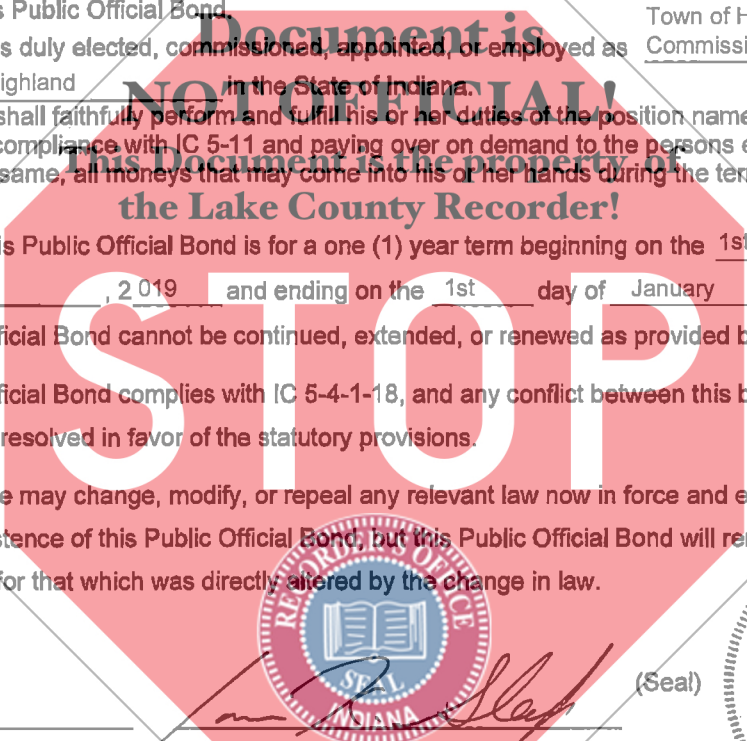 s Public Official Bond.
Town of H
Document is
s duly elected, commissioned, appointed, or employed as Commissi
ighland in the State of Indiana.
NOT OFFICIAL!
shall faithfully perform and fulfill his or her duties of the position name
compliance with IC 5-11 and paying over on demand to the persons e
This Document is the property of
same, all moneys that may come into his or her hands during the ter
the Lake County Recorder!
is Public Official Bond is for a one (1) year term beginning on the 1st
, 2 019 and ending on the 1st day of January
ficial Bond cannot be continued, extended, or renewed as provided b
STOP
ficial Bond complies with IC 5-4-1-18, and any conflict between this b
resolved in favor of the statutory provisions.
e may change, modify, or repeal any relevant law now in force and e
stence of this Public Official Bond, but this Public Official Bond will re
for that which was directly altered by the change in law.
RECORDER'S OFFICE
SEAL
INDIANA
(Seal)